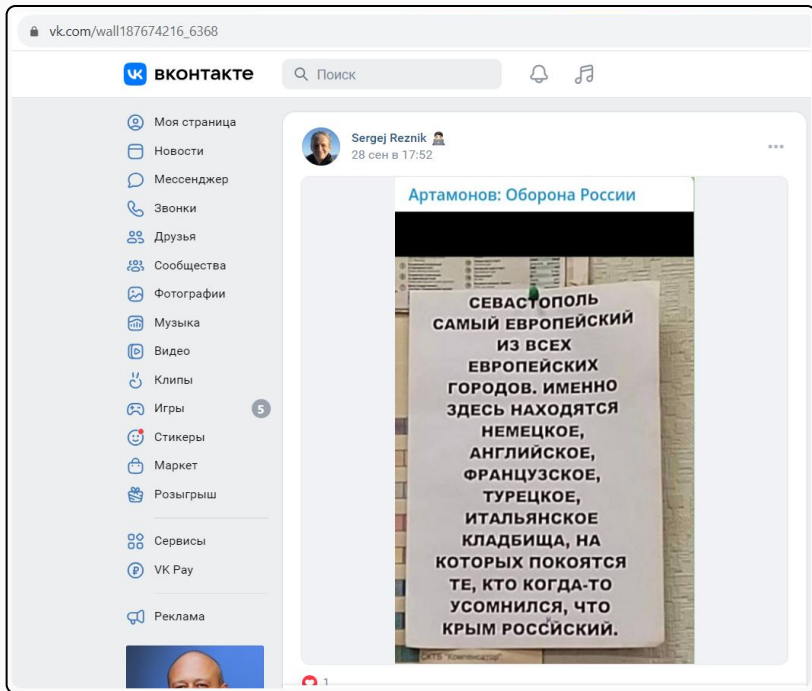 vk.com/wall187674216_6368
вконтакте
Поиск
Моя страница
Новости
Мессенджер
Звонки
Друзья
Сообщества
Фотографии
Музыка
Видео
Клипы
Игры
5
Стикеры
Маркет
Розыгрыш
Сервисы
VK Pay
Реклама
Sergej Reznik
28 сен в 17:52
Артамонов: Оборона России
СЕВАСТОПОЛЬ
САМЫЙ ЕВРОПЕЙСКИЙ
ИЗ ВСЕХ
ЕВРОПЕЙСКИХ
ГОРОДОВ. ИМЕННО
ЗДЕСЬ НАХОДЯТСЯ
НЕМЕЦКОЕ,
АНГЛИЙСКОЕ,
ФРАНЦУЗСКОЕ,
ТУРЕЦКОЕ,
ИТАЛЬЯНСКОЕ
КЛАДБИЩА, НА
КОТОРЫХ ПОКОЯТСЯ
ТЕ, КТО КОГДА-ТО
УСОМНИЛСЯ, ЧТО
КРЫМ РОССИСКИЙ.
СКТБ "Компенсатор"
1